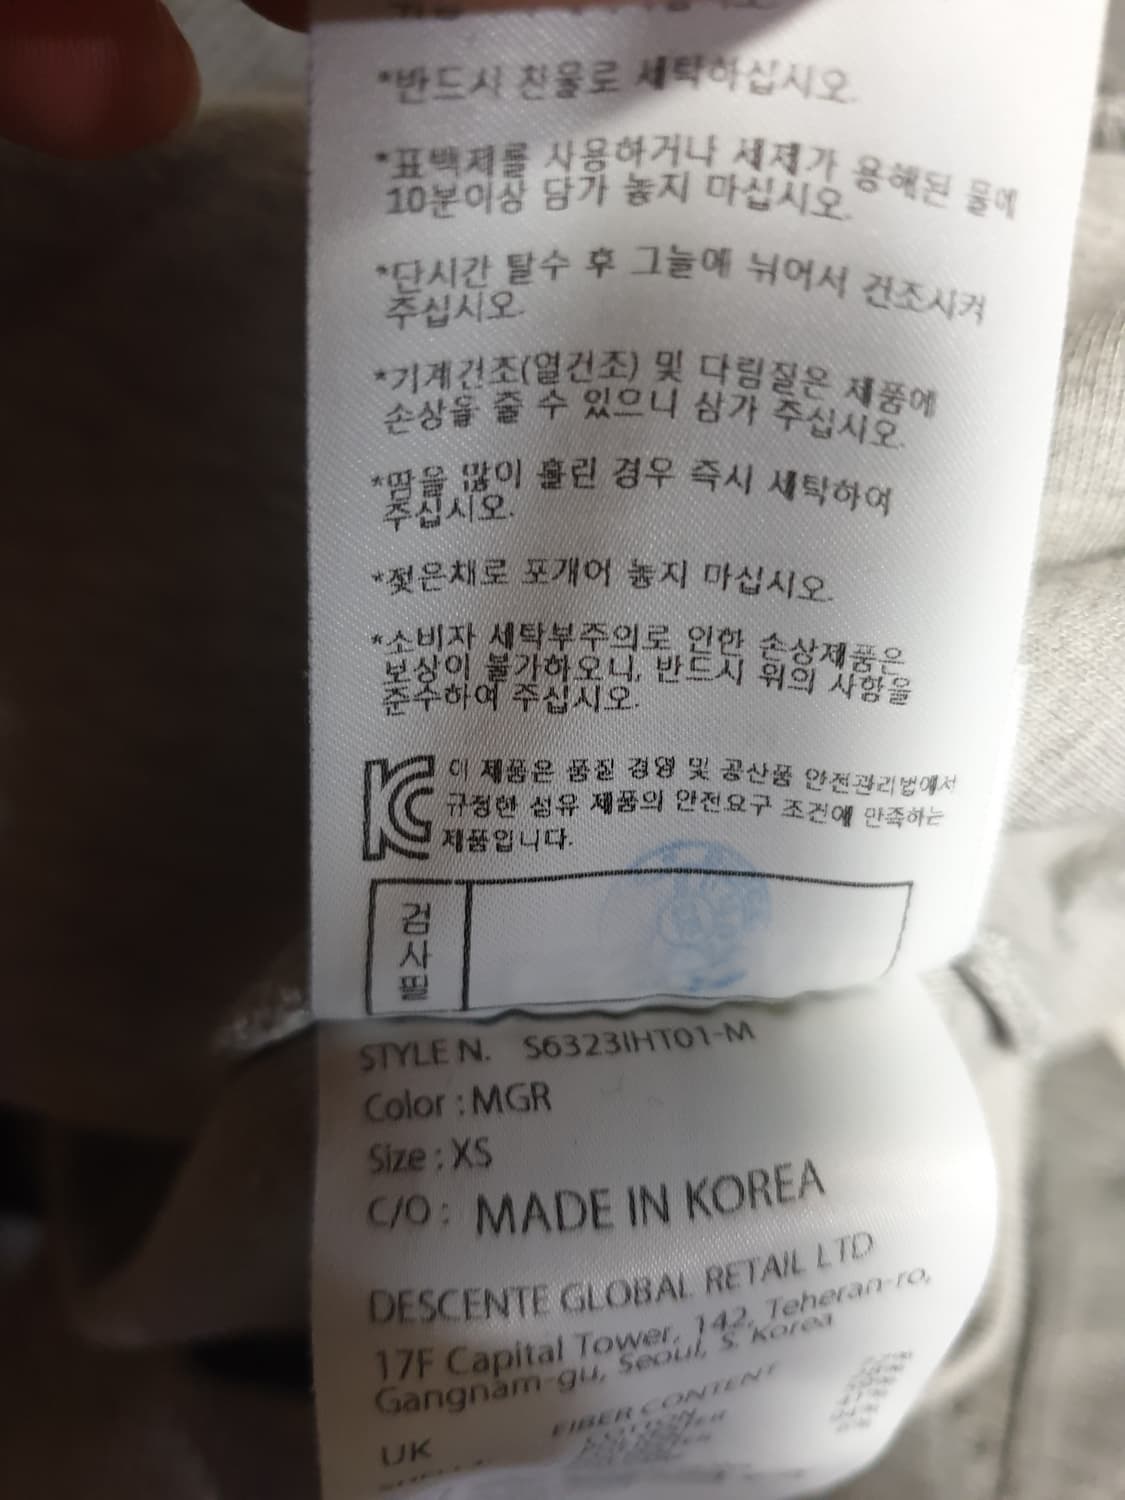 *반드시 찬물로 세탁하십시오.
*표백제를 사용하거나 세제가 용해된 물에
10분이상 담가 놓지 마십시오.
*단시간 탈수 후 그늘에 뉘어서 건조시켜
주십시오.
*기계건조(열건조) 및 다림질은 제품에
손상을 줄 수 있으니 삼가 주십시오.
*땀을 많이 흘린 경우 즉시 세탁하여
주십시오.
*젖은채로 포개어 놓지 마십시오.
*소비자 세탁부주의로 인한 손상제품은
보상이 불가하오니, 반드시 위의 사항을
준수하여 주십시오.
이 제품은 품질 경영 및 공산품 안전관리법에서
규정한 섬유 제품의 안전요구 조건에 만족하는
제품입니다.
검사필
STYLE N. S6323IHT01-M
Color : MGR
Size : XS
C/O : MADE IN KOREA
DESCENTE GLOBAL RETAIL LTD
17F Capital Tower, 142, Teheran-ro,
Gangnam-gu, Seoul, S. Korea
FIBER CONTENT
UK